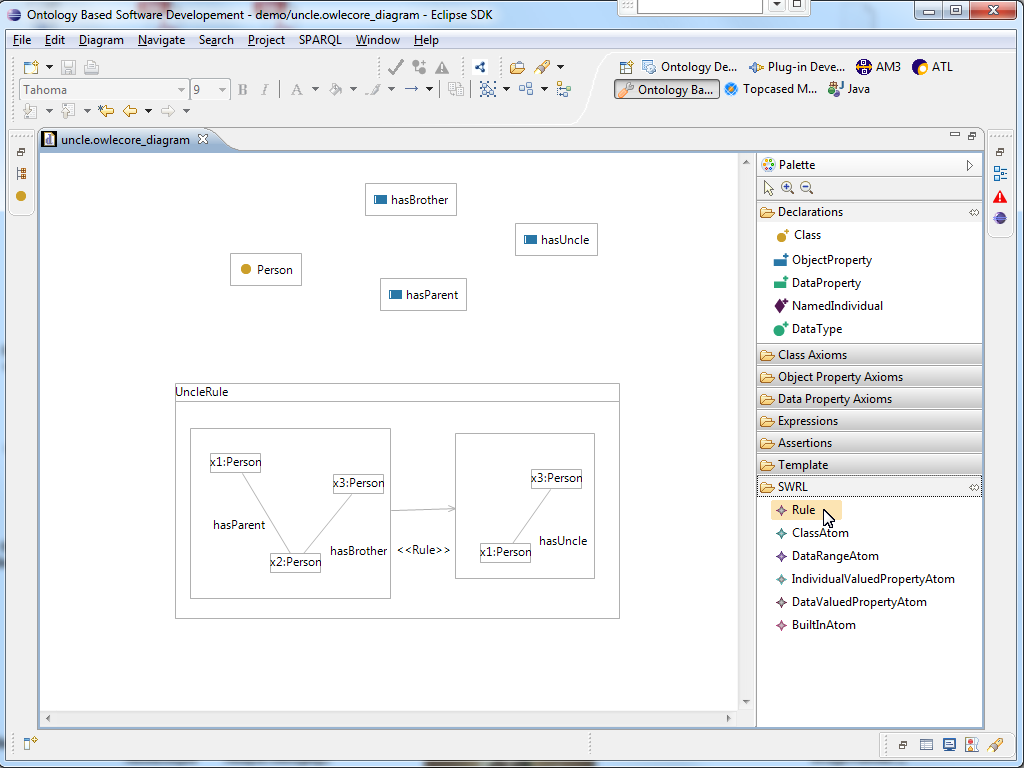 Ontology Based Software Developement - demo/uncle.owlecore_diagram - Eclipse SDK
File Edit Diagram Navigate Search Project SPARQL Window Help
Ontology De... Plug-in Deve... AM3 ATL
Tahoma 9 B I A Ontology Ba... Topcased M... Java
uncle.owlecore_diagram
Palette
hasBrother
hasUncle
Person
hasParent
UncleRule
x1:Person
x3:Person
hasParent
x2:Person
hasBrother
<<Rule>>
x3:Person
hasUncle
x1:Person
Declarations
Class
ObjectProperty
DataProperty
NamedIndividual
DataType
Class Axioms
Object Property Axioms
Data Property Axioms
Expressions
Assertions
Template
SWRL
Rule
ClassAtom
DataRangeAtom
IndividualValuedPropertyAtom
DataValuedPropertyAtom
BuiltInAtom